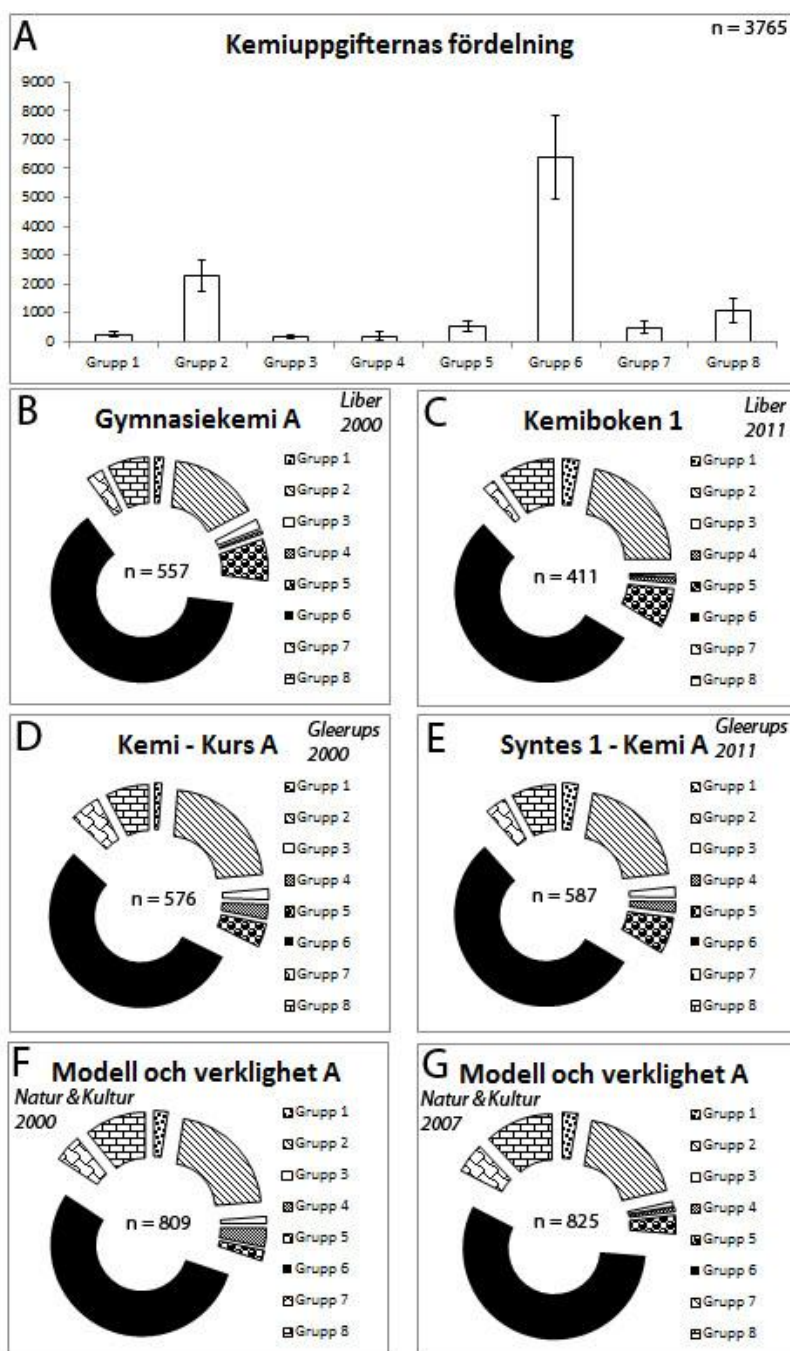 A
Kemiuppgifternas fördelning
n = 3765
9000
8000
7000
6000
5000
4000
3000
2000
1000
0
Grupp 1 Grupp 2 Grupp 3 Grupp 4 Grupp 5 Grupp 6 Grupp 7 Grupp 8
B
Gymnasiekemi A
Liber
2000
n = 557
Grupp 1
Grupp 2
Grupp 3
Grupp 4
Grupp 5
Grupp 6
Grupp 7
Grupp 8
C
Kemiboken 1
Liber
2011
n = 411
Grupp 1
Grupp 2
Grupp 3
Grupp 4
Grupp 5
Grupp 6
Grupp 7
Grupp 8
D
Kemi - Kurs A
Gleerups
2000
n = 576
Grupp 1
Grupp 2
Grupp 3
Grupp 4
Grupp 5
Grupp 6
Grupp 7
Grupp 8
E
Syntes 1 - Kemi A
Gleerups
2011
n = 587
Grupp 1
Grupp 2
Grupp 3
Grupp 4
Grupp 5
Grupp 6
Grupp 7
Grupp 8
F
Modell och verklighet A
Natur & Kultur
2000
n = 809
Grupp 1
Grupp 2
Grupp 3
Grupp 4
Grupp 5
Grupp 6
Grupp 7
Grupp 8
G
Modell och verklighet A
Natur & Kultur
2007
n = 825
Grupp 1
Grupp 2
Grupp 3
Grupp 4
Grupp 5
Grupp 6
Grupp 7
Grupp 8